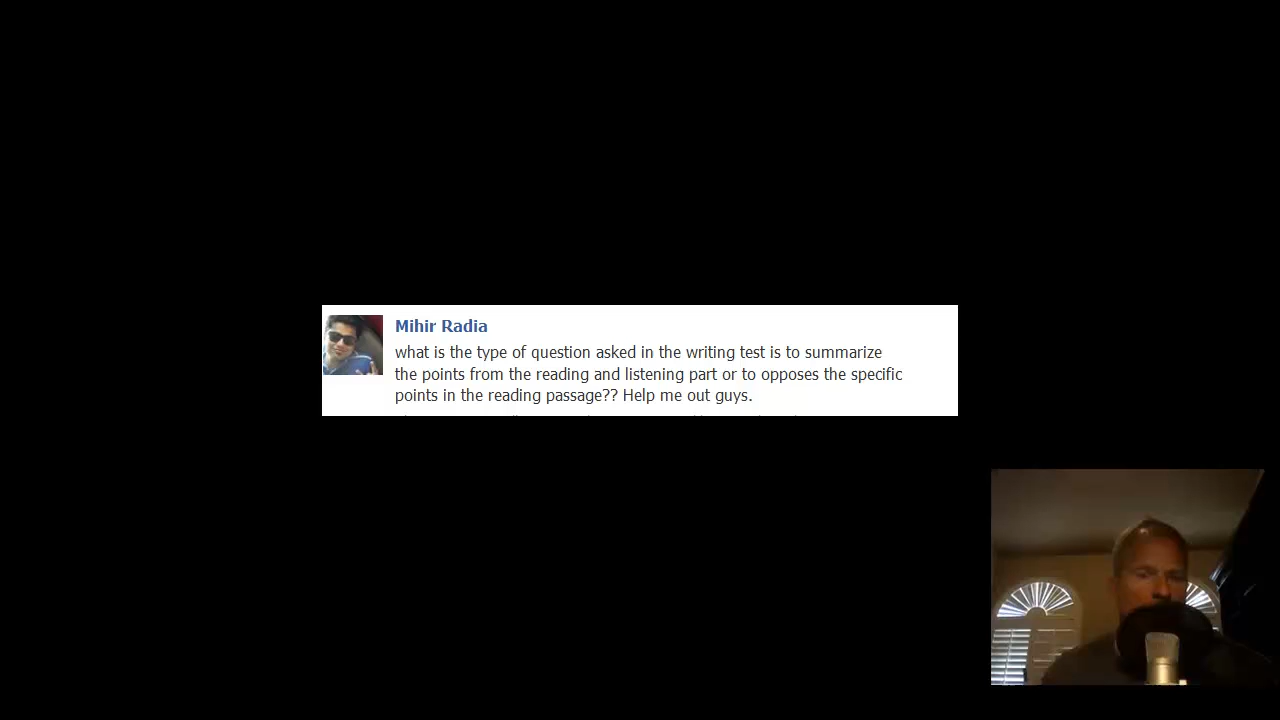 Mihir Radia
what is the type of question asked in the writing test is to summarize
the points from the reading and listening part or to opposes the specific
points in the reading passage?? Help me out guys.